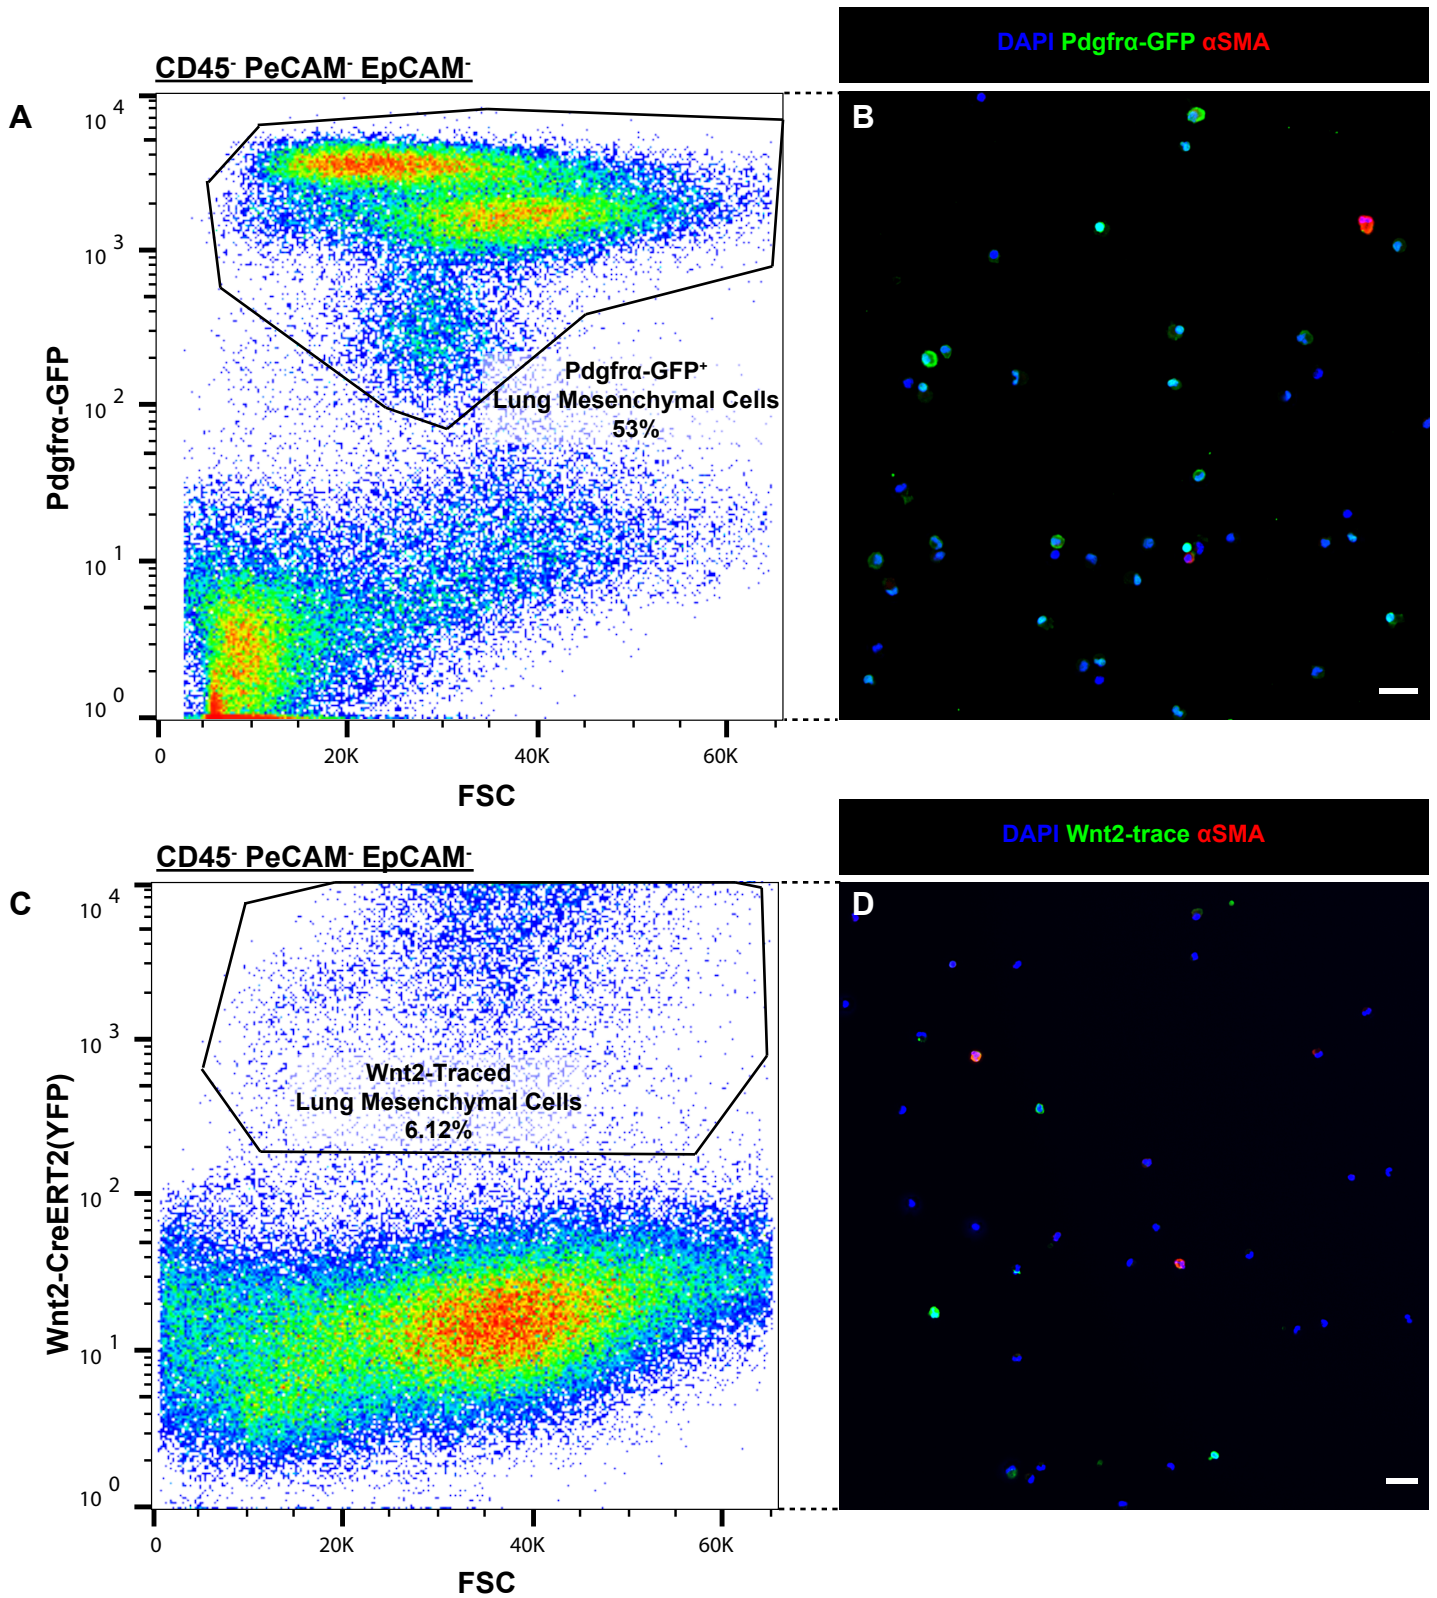 DAPI Pdgfrα-GFP αSMA
CD45- PeCAM- EpCAM-
A
B
10 4
10 3
10 2
10 1
10 0
Pdgfrα-GFP
Pdgfrα-GFP+
Lung Mesenchymal Cells
53%
0
20K
40K
60K
FSC
DAPI Wnt2-trace αSMA
CD45- PeCAM- EpCAM-
C
D
10 4
10 3
10 2
10 1
10 0
Wnt2-CreERT2(YFP)
Wnt2-Traced
Lung Mesenchymal Cells
6.12%
0
20K
40K
60K
FSC